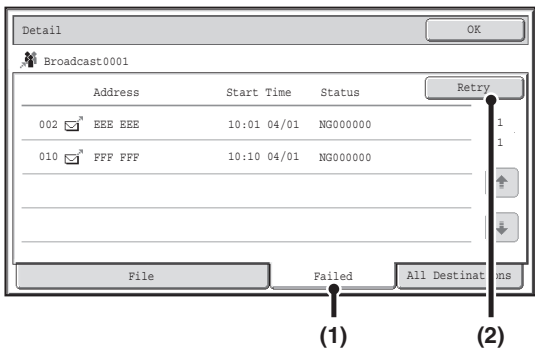 Detail OK
Broadcast0001
Address Start Time Status Retry
002 EEE EEE 10:01 04/01 NG000000 1
1
010 FFF FFF 10:10 04/01 NG000000
File Failed All Destinations
(1) (2)